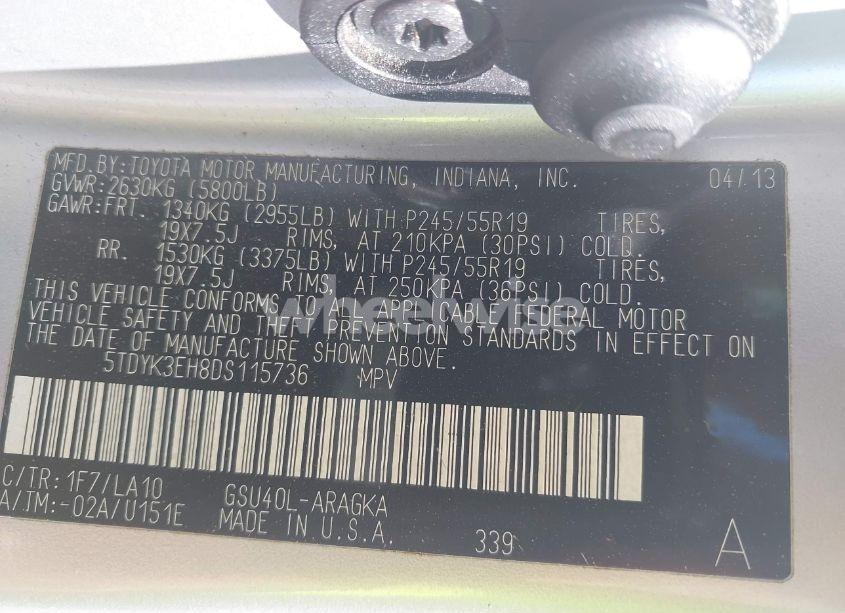 MFD.BY:TOYOTA MOTOR MANUFACTURING, INDIANA, INC. 04/13
GVWR:2630KG (5800LB)
GAWR:FRT. 1340KG (2955LB) WITH P245/55R19 TIRES,
19X7.5J RIMS, AT 210KPA (30PSI) COLD.
RR. 1530KG (3375LB) WITH P245/55R19 TIRES,
19X7.5J RIMS, AT 250KPA (36PSI) COLD.
THIS VEHICLE CONFORMS TO ALL APPLICABLE FEDERAL MOTOR
VEHICLE SAFETY AND THEFT PREVENTION STANDARDS IN EFFECT ON
THE DATE OF MANUFACTURE SHOWN ABOVE.
5TDYK3EH8DS115736 MPV
C/TR: 1F7/LA10 GSU40L-ARAGKA
A/TM:-02A/U151E MADE IN U.S.A. 339 A
wheelwise